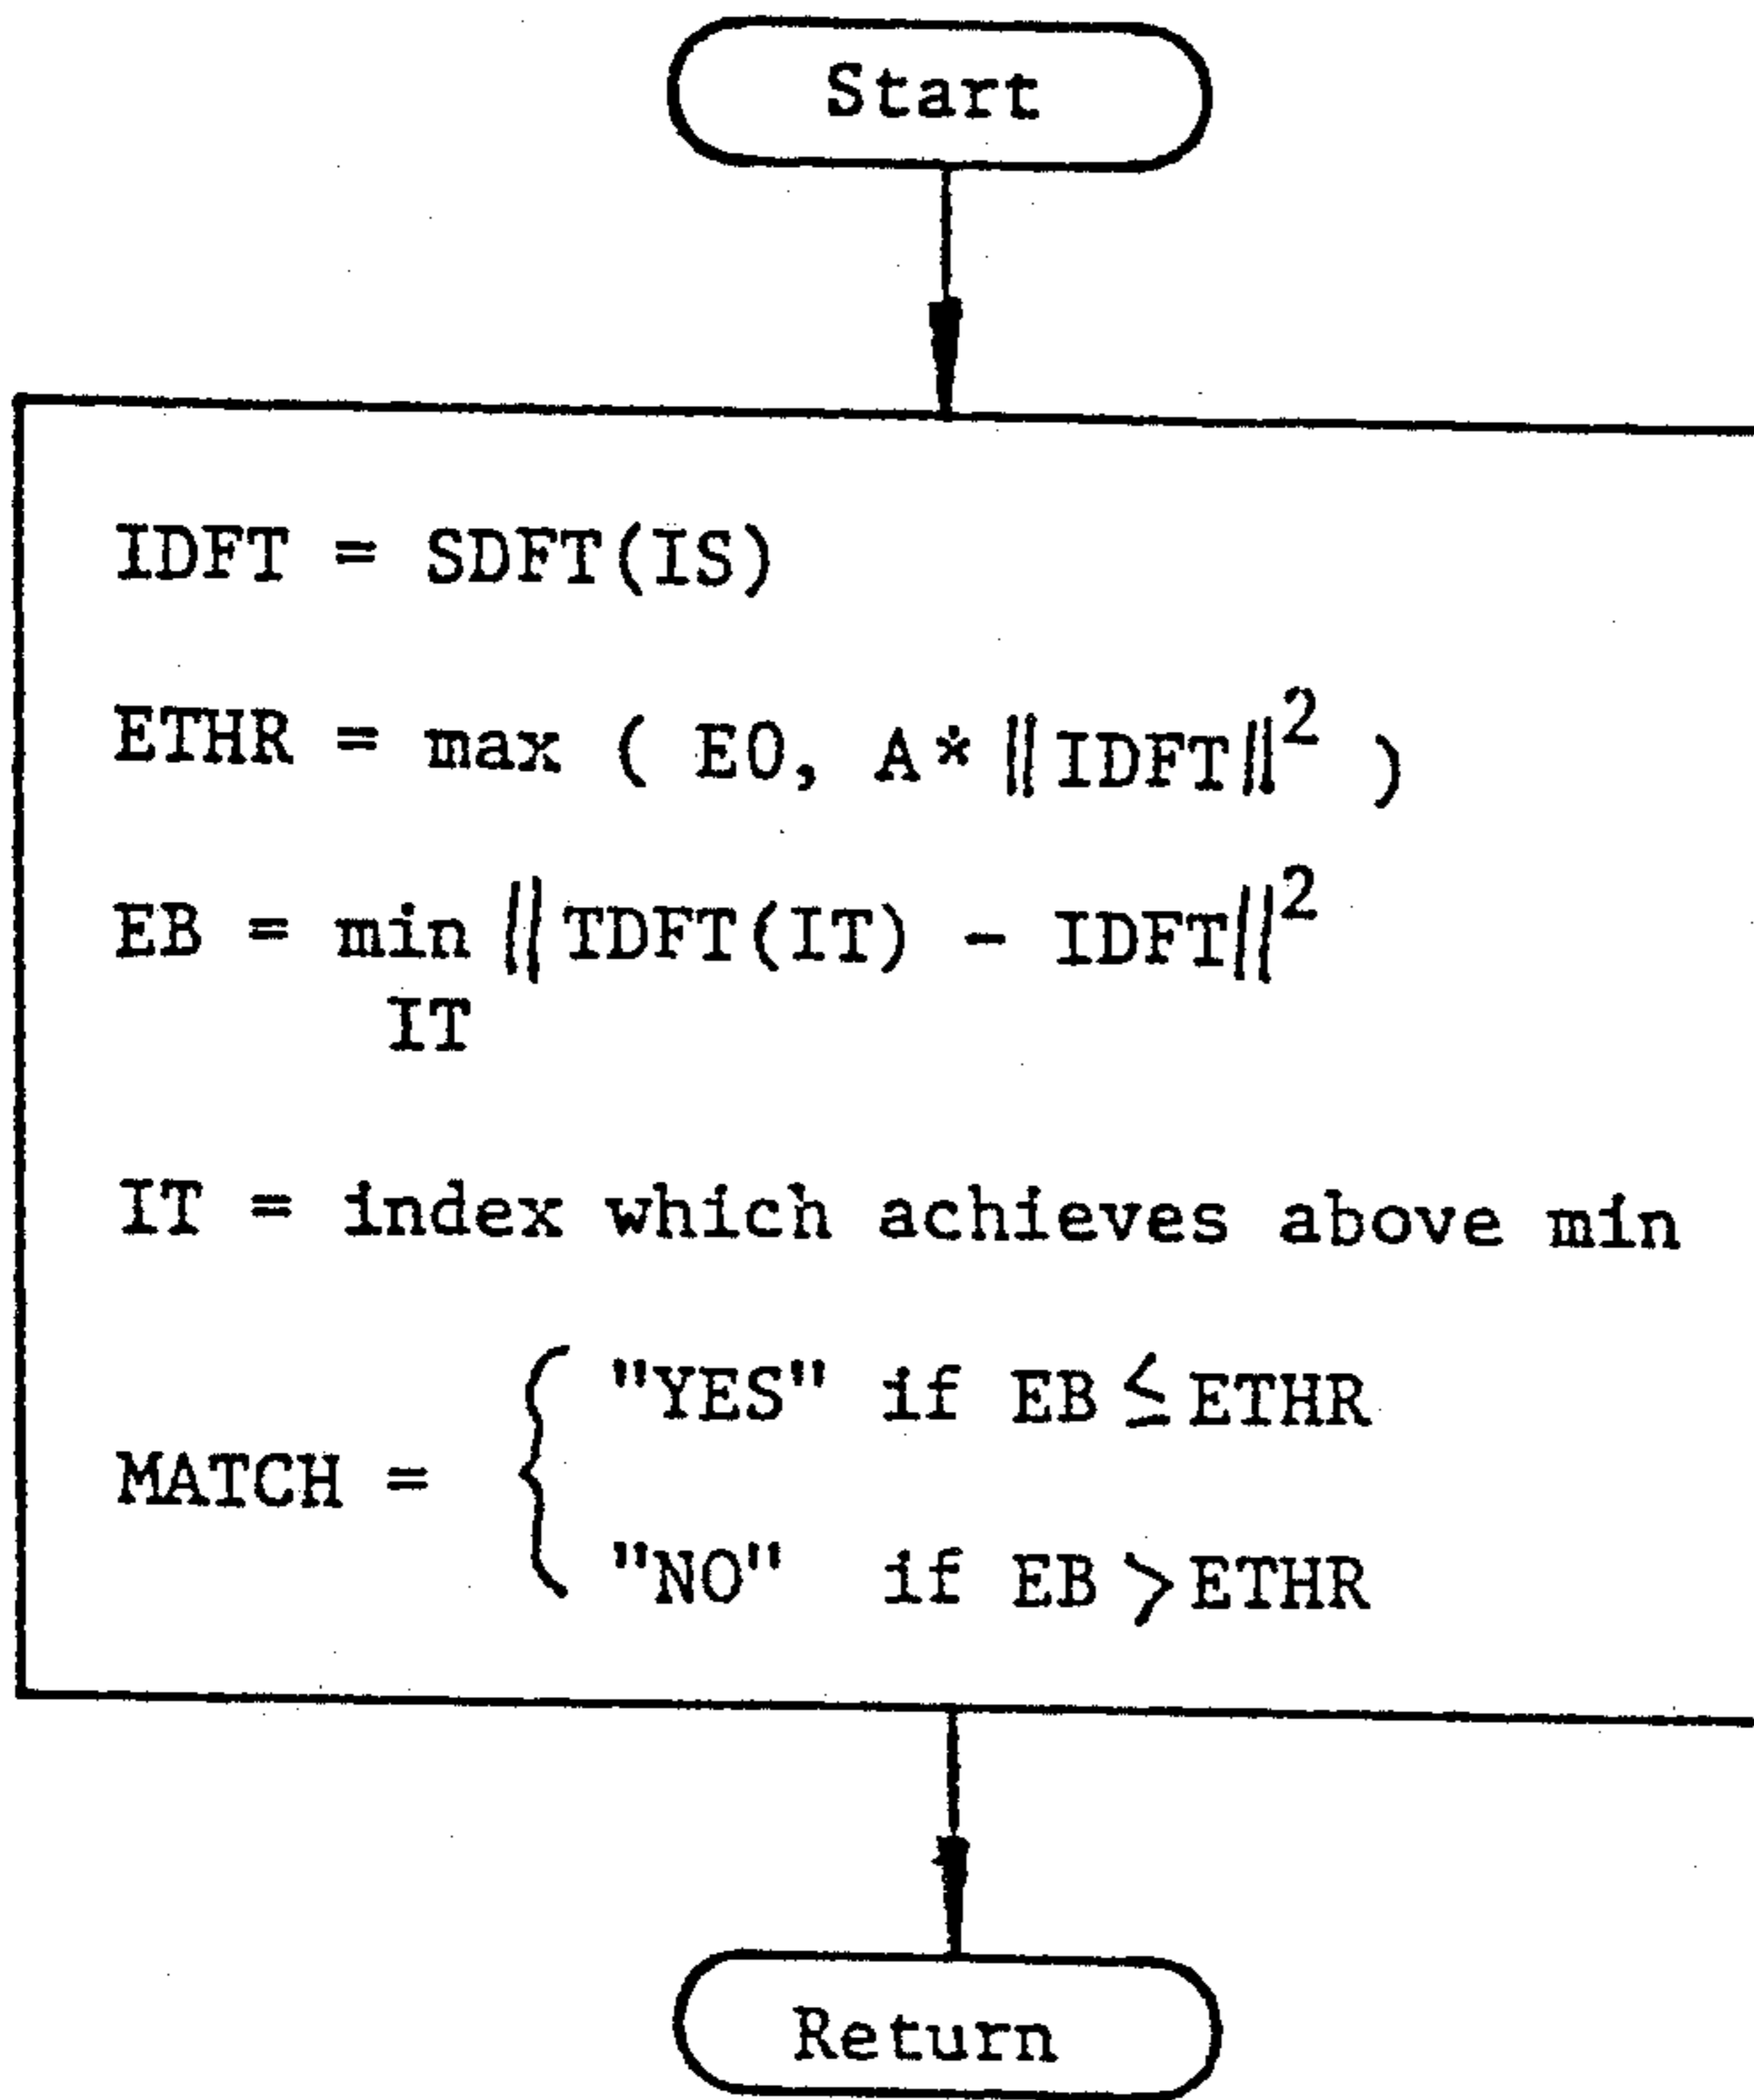 Start
IDFT = SDFT(IS)
ETHR = max ( E0, A*‖IDFT‖² )
EB = min ‖TDFT(IT) - IDFT‖²
IT
IT = index which achieves above min
"YES" if EB ≤ ETHR
MATCH = {
"NO" if EB > ETHR
Return